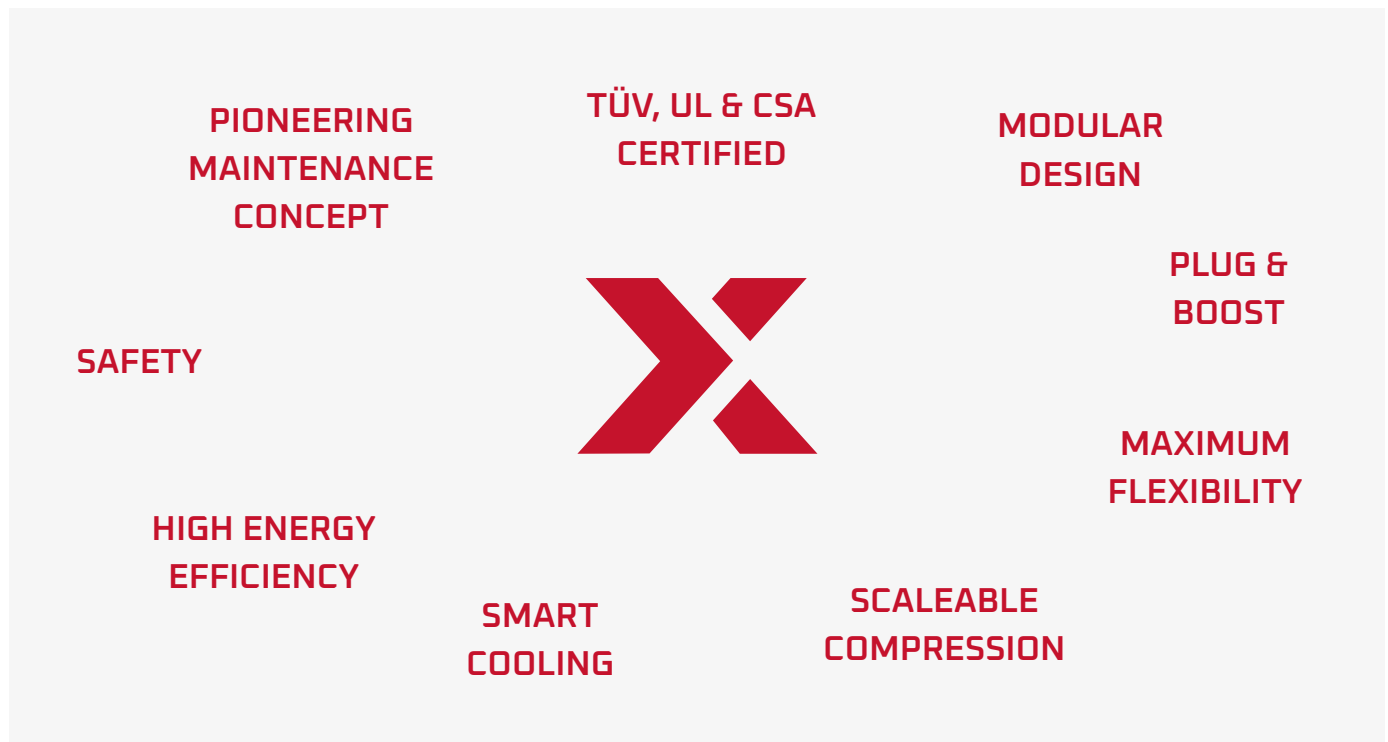 PIONEERING
MAINTENANCE
CONCEPT
TÜV, UL & CSA
CERTIFIED
MODULAR
DESIGN
PLUG &
BOOST
SAFETY
MAXIMUM
FLEXIBILITY
HIGH ENERGY
EFFICIENCY
SMART
COOLING
SCALEABLE
COMPRESSION